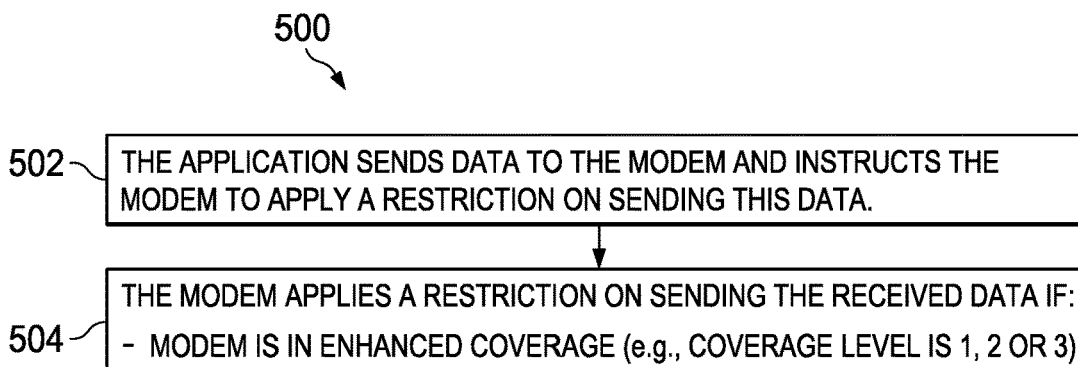 500
502
THE APPLICATION SENDS DATA TO THE MODEM AND INSTRUCTS THE
MODEM TO APPLY A RESTRICTION ON SENDING THIS DATA.
504
THE MODEM APPLIES A RESTRICTION ON SENDING THE RECEIVED DATA IF:
- MODEM IS IN ENHANCED COVERAGE (e.g., COVERAGE LEVEL IS 1, 2 OR 3)